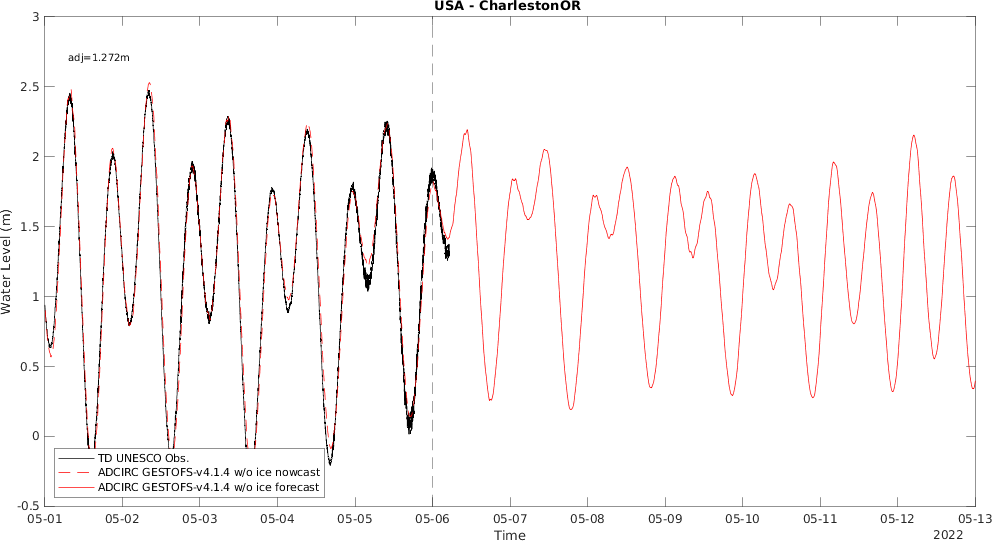 USA - CharlestonOR
adj=1.272m
Water Level (m)
3
2.5
2
1.5
1
0.5
0
-0.5
TD UNESCO Obs.
ADCIRC GESTOFS-v4.1.4 w/o ice nowcast
ADCIRC GESTOFS-v4.1.4 w/o ice forecast
05-01 05-02 05-03 05-04 05-05 05-06 05-07 05-08 05-09 05-10 05-11 05-12 05-13
Time
2022